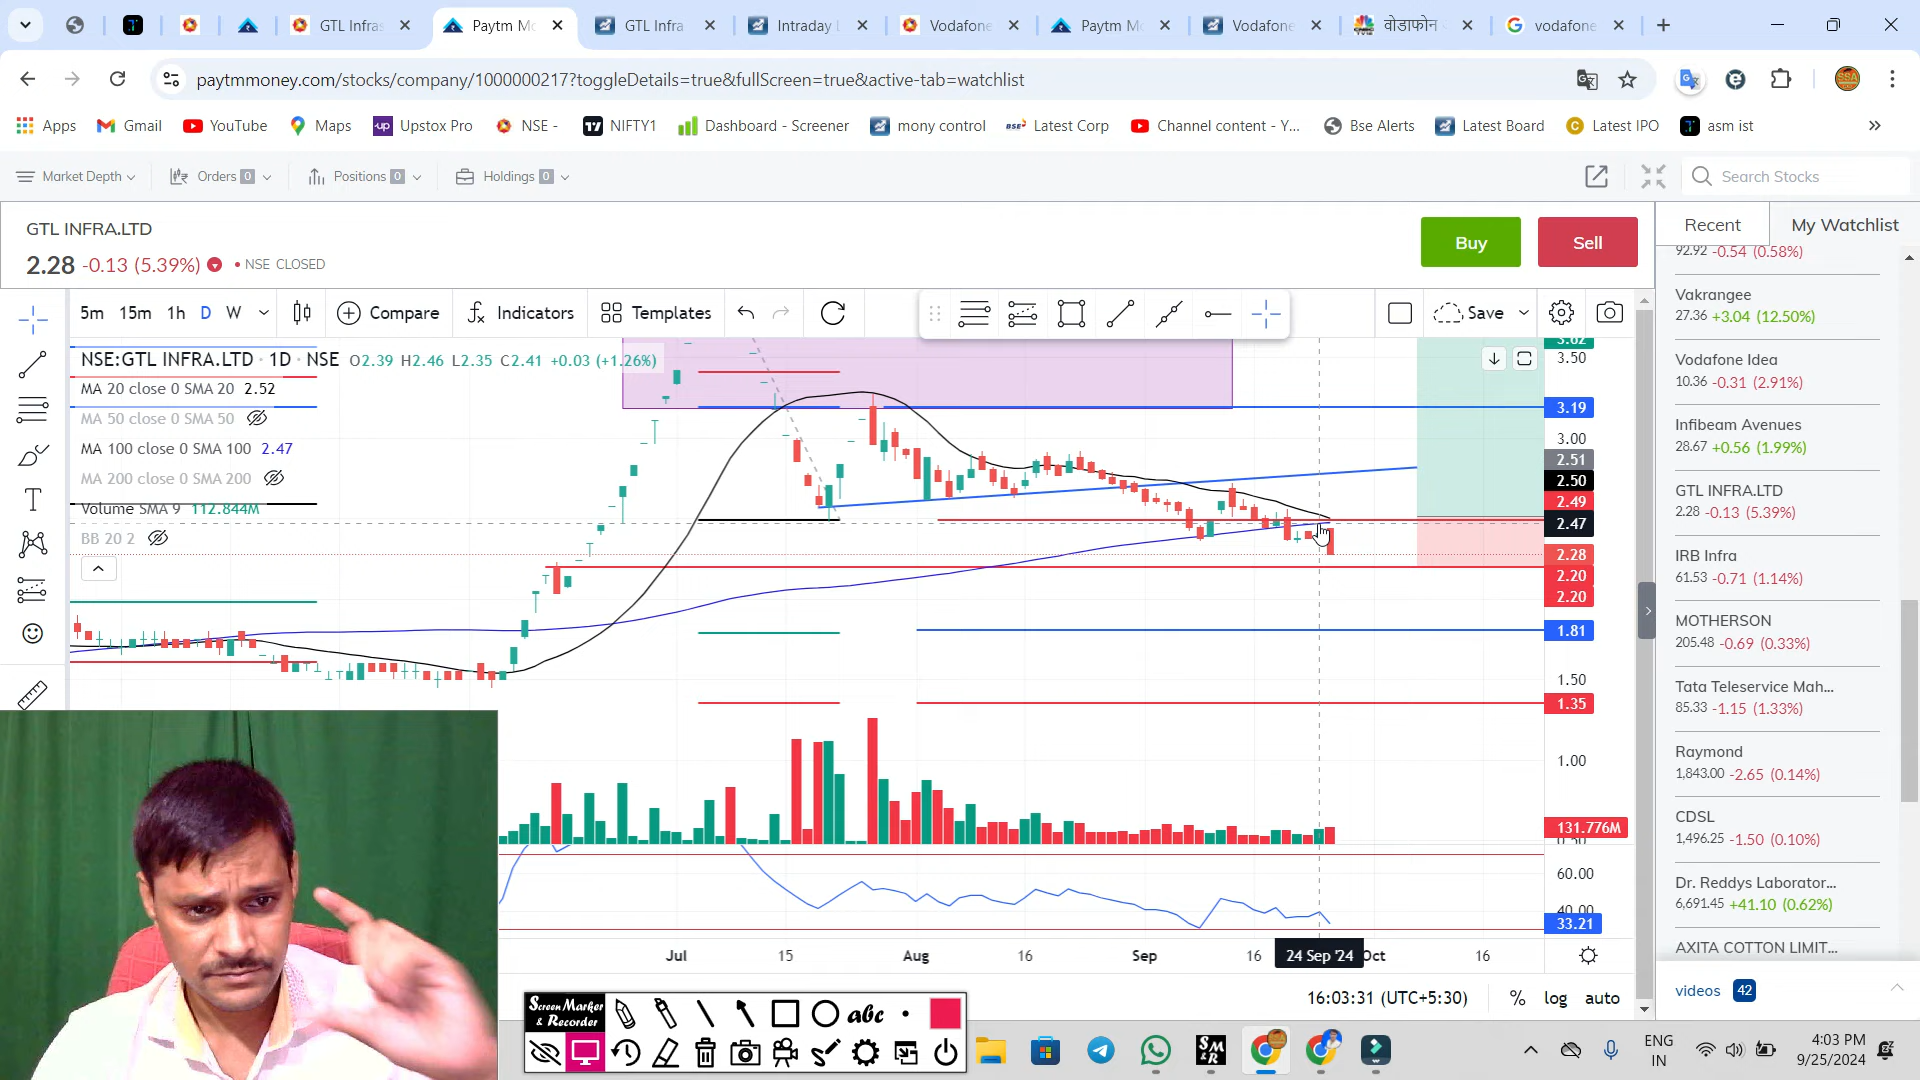 GTL Infras
Paytm Mo
GTL Infra
Intraday
Vodafone
Paytm Mo
Vodafone
वोडाफोन
vodafone
paytmmoney.com/stocks/company/1000000217?toggleDetails=true&fullScreen=true&active-tab=watchlist
Apps
Gmail
YouTube
Maps
Upstox Pro
NSE -
NIFTY1
Dashboard - Screener
mony control
Latest Corp
Channel content - Y...
Bse Alerts
Latest Board
Latest IPO
asm ist
Market Depth
Orders 0
Positions 0
Holdings 0
Search Stocks
GTL INFRA.LTD
2.28 -0.13 (5.39%) • NSE CLOSED
Buy
Sell
Recent
My Watchlist
5m 15m 1h D W
Compare
Indicators
Templates
Save
NSE:GTL INFRA.LTD · 1D · NSE O2.39 H2.46 L2.35 C2.41 +0.03 (+1.26%)
MA 20 close 0 SMA 20 2.52
MA 50 close 0 SMA 50
MA 100 close 0 SMA 100 2.47
MA 200 close 0 SMA 200
Volume SMA 9 112.844M
BB 20 2
3.62
3.50
3.19
3.00
2.51
2.50
2.49
2.47
2.28
2.20
2.20
1.81
1.50
1.35
1.00
131.776M
0.50
60.00
40.00
33.21
Jul
15
Aug
16
Sep
16
24 Sep '24
Oct
16
16:03:31 (UTC+5:30)
% log auto
92.92 -0.54 (0.58%)
Vakrangee
27.36 +3.04 (12.50%)
Vodafone Idea
10.36 -0.31 (2.91%)
Infibeam Avenues
28.67 +0.56 (1.99%)
GTL INFRA.LTD
2.28 -0.13 (5.39%)
IRB Infra
61.53 -0.71 (1.14%)
MOTHERSON
205.48 -0.69 (0.33%)
Tata Teleservice Mah...
85.33 -1.15 (1.33%)
Raymond
1,843.00 -2.65 (0.14%)
CDSL
1,496.25 -1.50 (0.10%)
Dr. Reddys Laborator...
6,691.45 +41.10 (0.62%)
AXITA COTTON LIMIT...
videos 42
Screen Marker
& Recorder
abc
ENG
IN
4:03 PM
9/25/2024